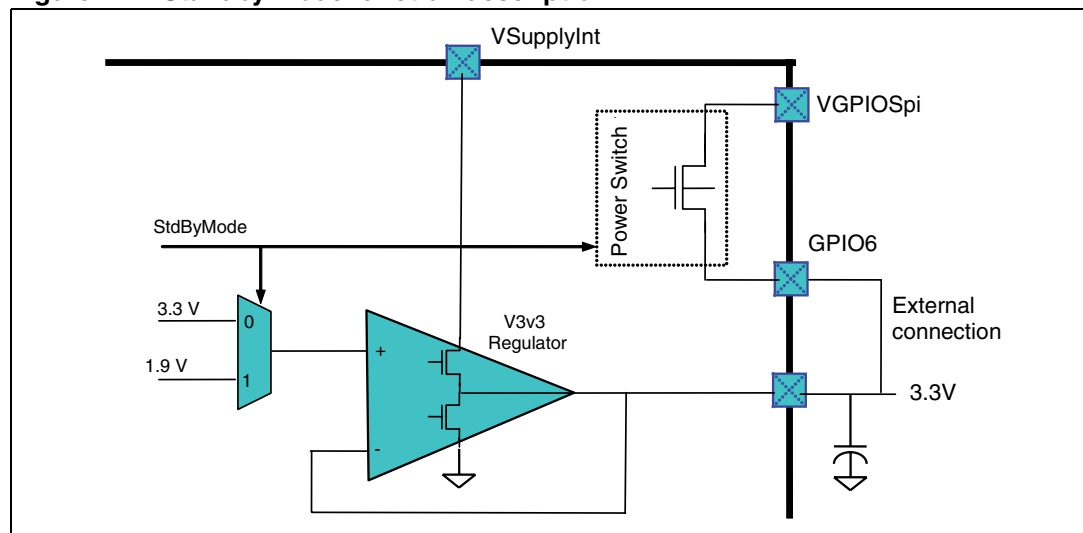 VSupplyInt
VGPIOSpi
Power Switch
StdByMode
GPIO6
3.3 V
0
V3v3
Regulator
External
connection
+
1.9 V
1
3.3V
-